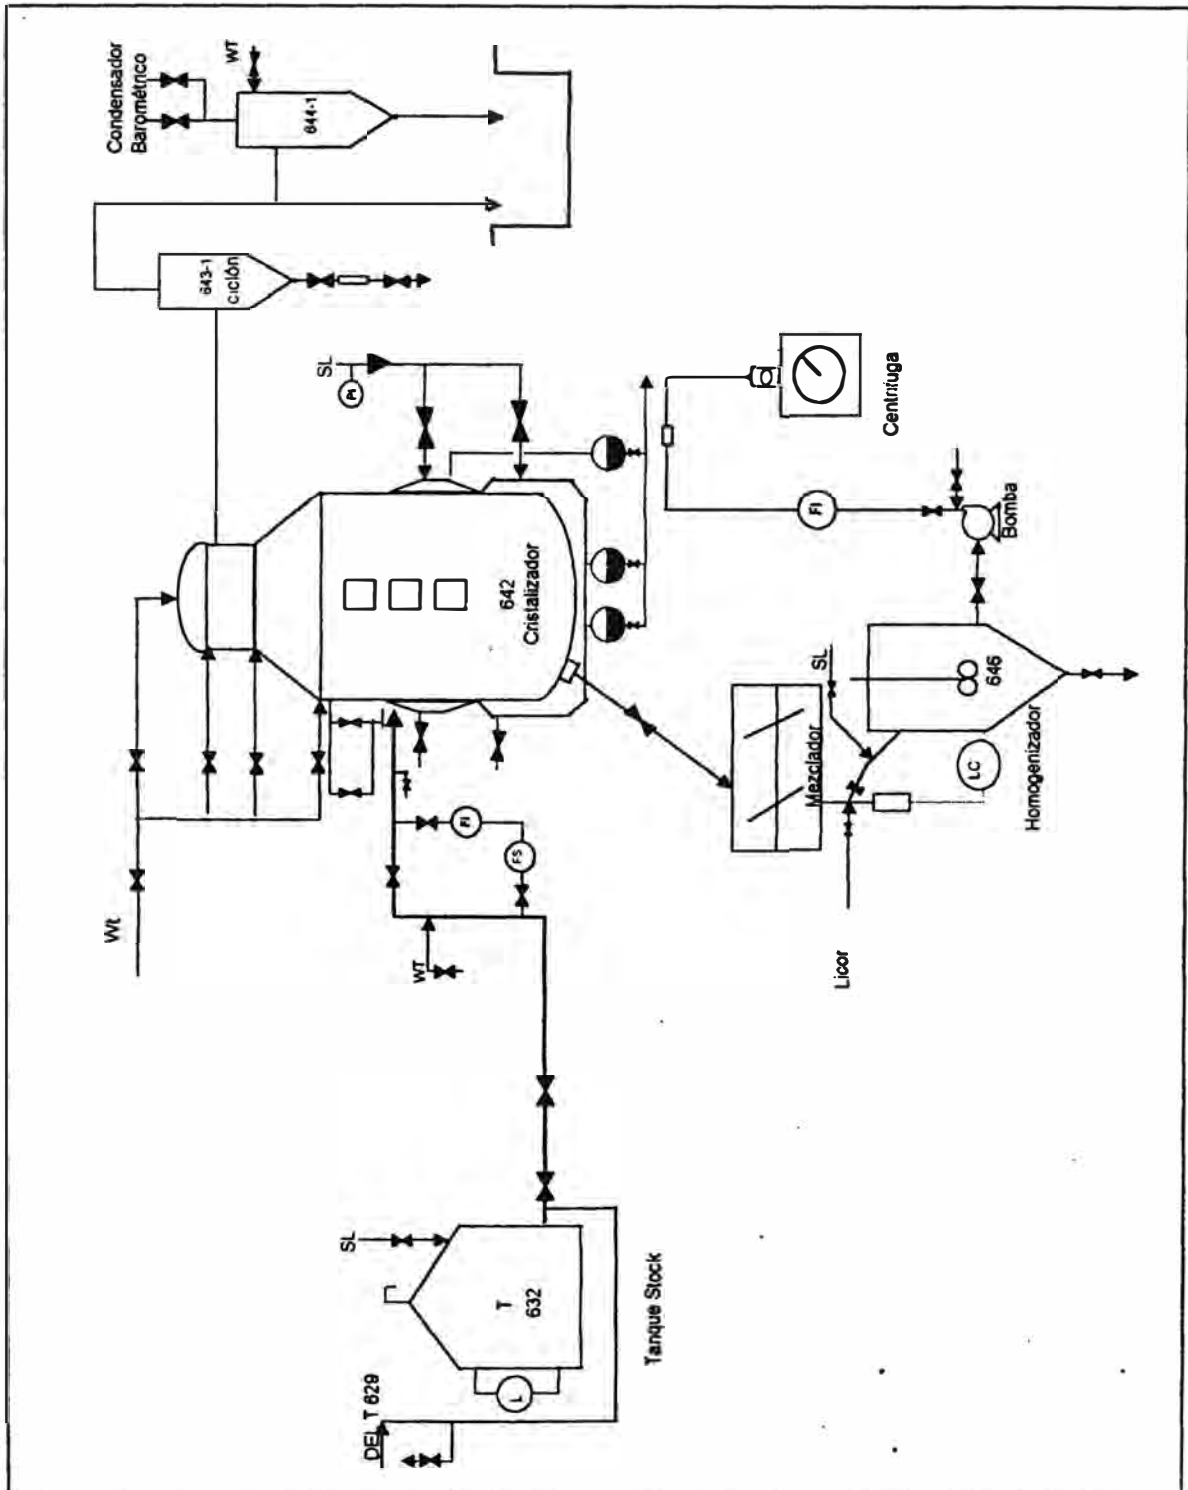 Condensador
Barométrico
WT
644-1
643-1
ciclón
SL
PI
Wt
642
Cristalizador
Centrífuga
FI
Bomba
SL
Mezclador
646
LC
Homogenizador
Licor
FI
FS
WT
SL
T
632
L
Tanque Stock
DEL T 629